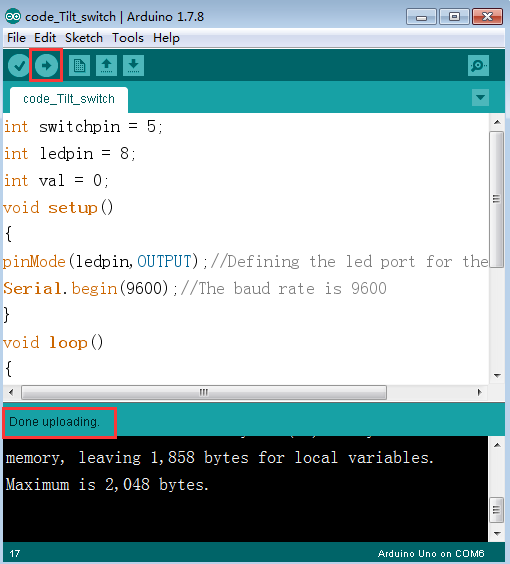 code_Tilt_switch | Arduino 1.7.8
File Edit Sketch Tools Help
code_Tilt_switch
int switchpin = 5;
int ledpin = 8;
int val = 0;
void setup()
{
pinMode(ledpin,OUTPUT);//Defining the led port for the
Serial.begin(9600);//The baud rate is 9600
}
void loop()
{
Done uploading.
memory, leaving 1,858 bytes for local variables.
Maximum is 2,048 bytes.
17 Arduino Uno on COM6